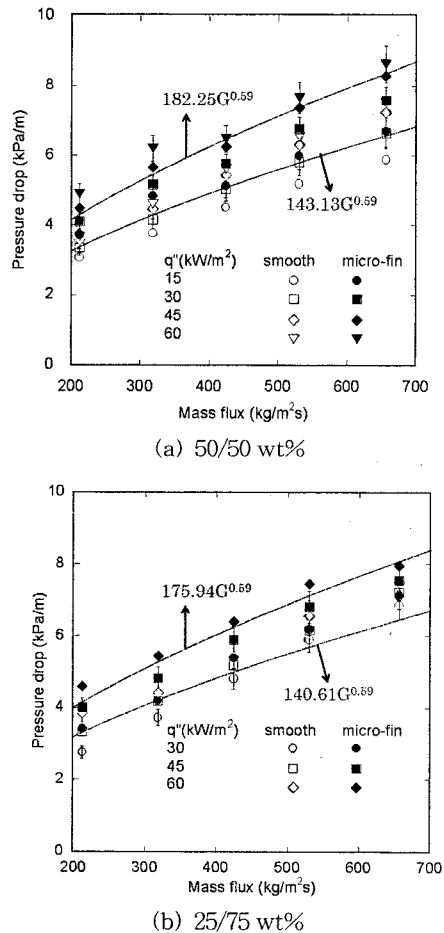 10
8
6
4
2
0
Pressure drop (kPa/m)
182.25G^0.59
143.13G^0.59
q"(kW/m²) smooth micro-fin
15
30
45
60
200 300 400 500 600 700
Mass flux (kg/m²s)
(a) 50/50 wt%
10
8
6
4
2
0
Pressure drop (kPa/m)
175.94G^0.59
140.61G^0.59
q"(kW/m²) smooth micro-fin
30
45
60
200 300 400 500 600 700
Mass flux (kg/m²s)
(b) 25/75 wt%